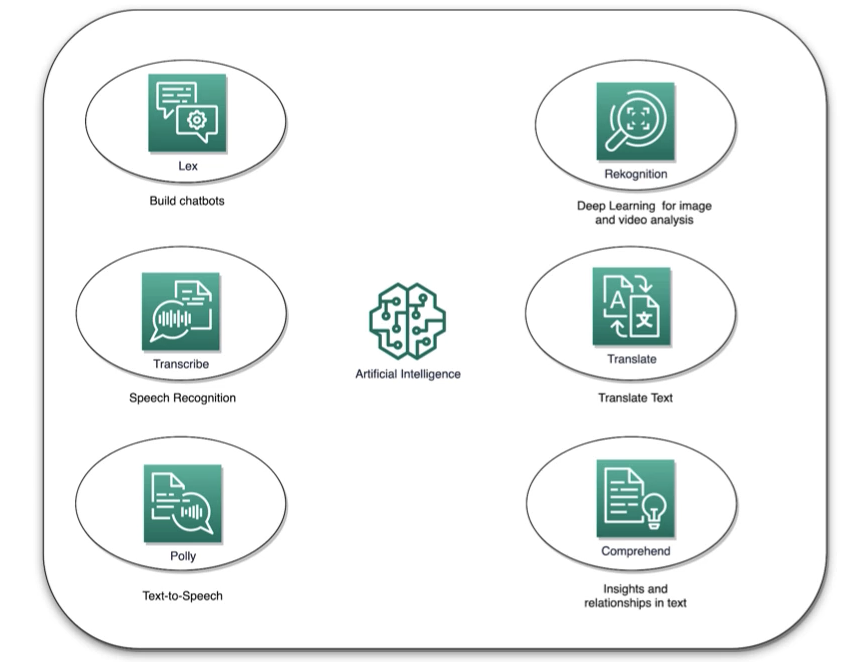 Lex
Build chatbots
Rekognition
Deep Learning for image
and video analysis
Transcribe
Speech Recognition
Artificial Intelligence
A
文
Translate
Translate Text
Polly
Text-to-Speech
Comprehend
Insights and
relationships in text